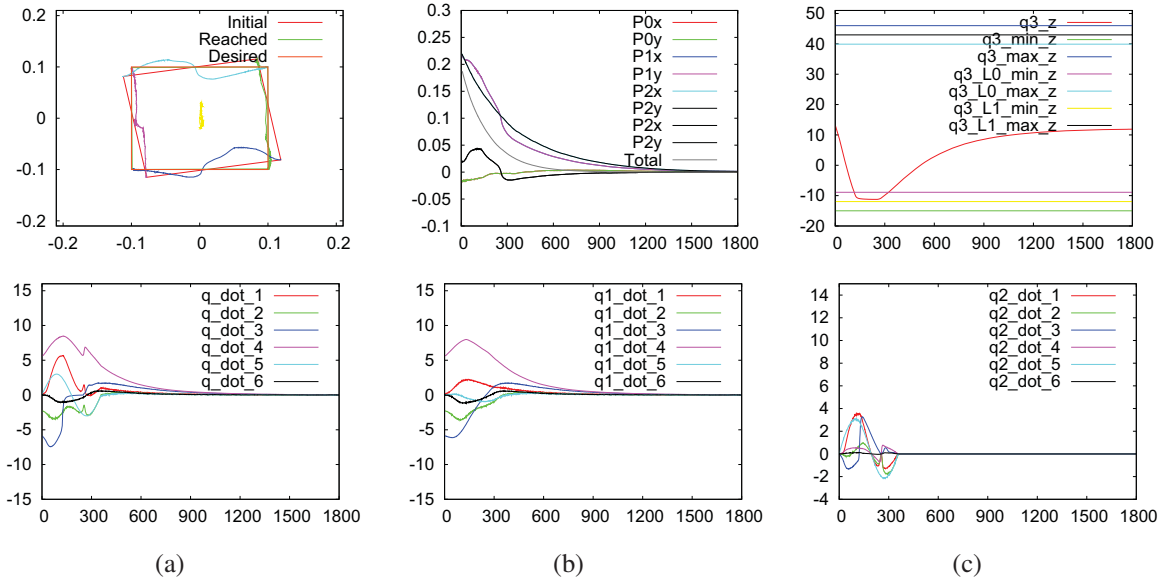 Initial
Reached
Desired
0.2
0.1
0
-0.1
-0.2
-0.2
-0.1
0
0.1
0.2
P0x
P0y
P1x
P1y
P2x
P2y
P2x
P2y
Total
0.3
0.25
0.2
0.15
0.1
0.05
0
-0.05
0.1
0 300 600 900 1200 1500 1800
q3_z
q3_min_z
q3_max_z
q3_L0_min_z
q3_L0_max_z
q3_L1_min_z
q3_L1_max_z
50
40
30
20
10
0
-10
-20
0 300 600 900 1200 1500 1800
q_dot_1
q_dot_2
q_dot_3
q_dot_4
q_dot_5
q_dot_6
15
10
5
0
-5
-10
-15
0 300 600 900 1200 1500 1800
q1_dot_1
q1_dot_2
q1_dot_3
q1_dot_4
q1_dot_5
q1_dot_6
15
10
5
0
-5
-10
-15
0 300 600 900 1200 1500 1800
q2_dot_1
q2_dot_2
q2_dot_3
q2_dot_4
q2_dot_5
q2_dot_6
14
12
10
8
6
4
2
0
-2
-4
0 300 600 900 1200 1500 1800
(a) (b) (c)